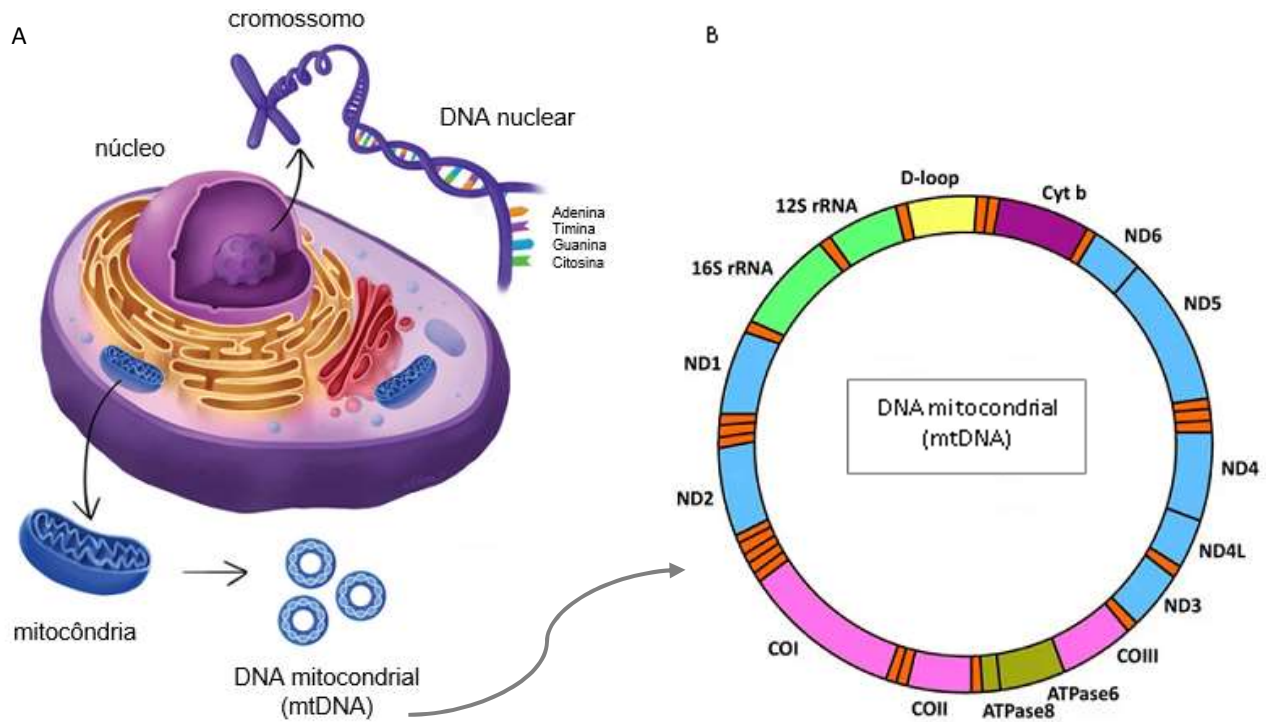 A
cromossomo
DNA nuclear
núcleo
Adenina
Timina
Guanina
Citosina
mitocôndria
DNA mitocondrial
(mtDNA)
B
D-loop
Cyt b
12S rRNA
ND6
16S rRNA
ND5
ND1
DNA mitocondrial
(mtDNA)
ND4
ND2
ND4L
ND3
COI
COIII
ATPase6
COII
ATPase8